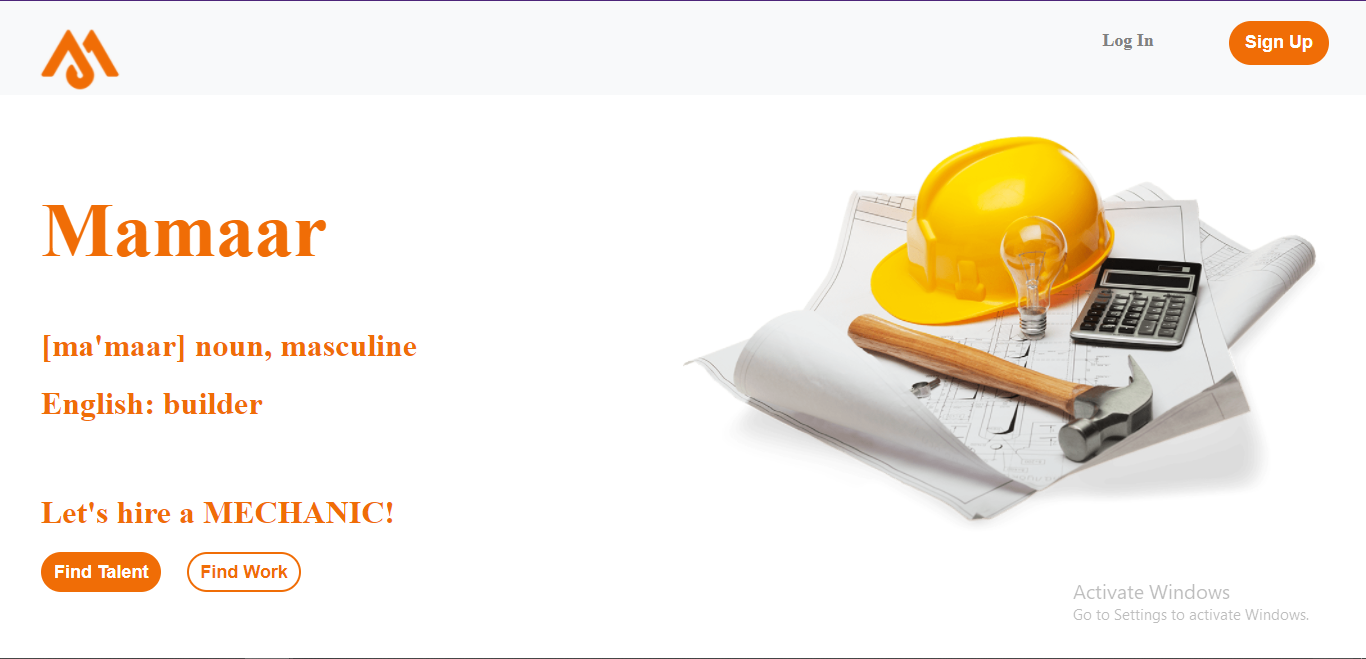 Log In
Sign Up
Mamaar
[ma'maar] noun, masculine
English: builder
Let's hire a MECHANIC!
Find Talent
Find Work
Activate Windows
Go to Settings to activate Windows.